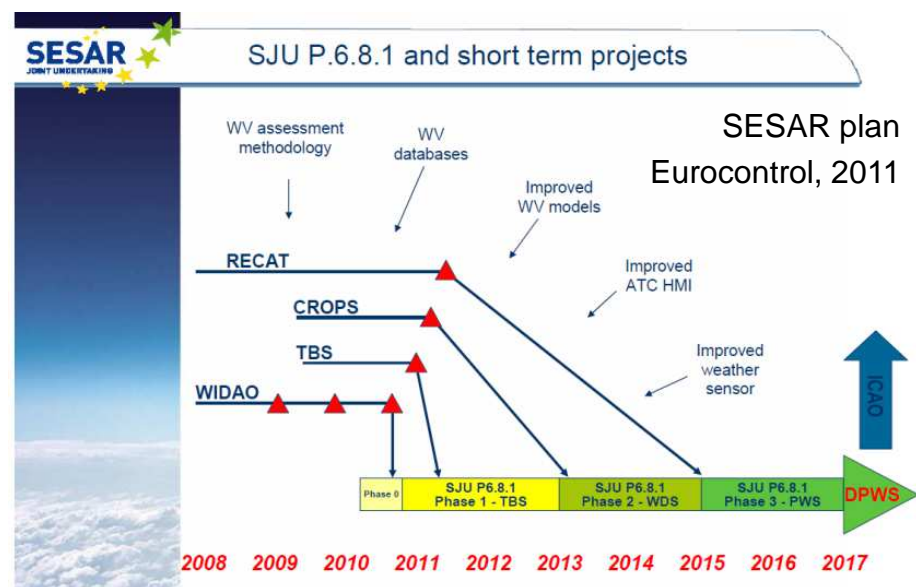 SESAR
JOINT UNDERTAKING
SJU P.6.8.1 and short term projects
SESAR plan
Eurocontrol, 2011
WV assessment
methodology
WV
databases
Improved
WV models
Improved
ATC HMI
Improved
weather
sensor
RECAT
CROPS
TBS
WIDAO
ICAO
Phase 0
SJU P6.8.1
Phase 1 - TBS
SJU P6.8.1
Phase 2 - WDS
SJU P6.8.1
Phase 3 - PWS
DPWS
2008 2009 2010 2011 2012 2013 2014 2015 2016 2017